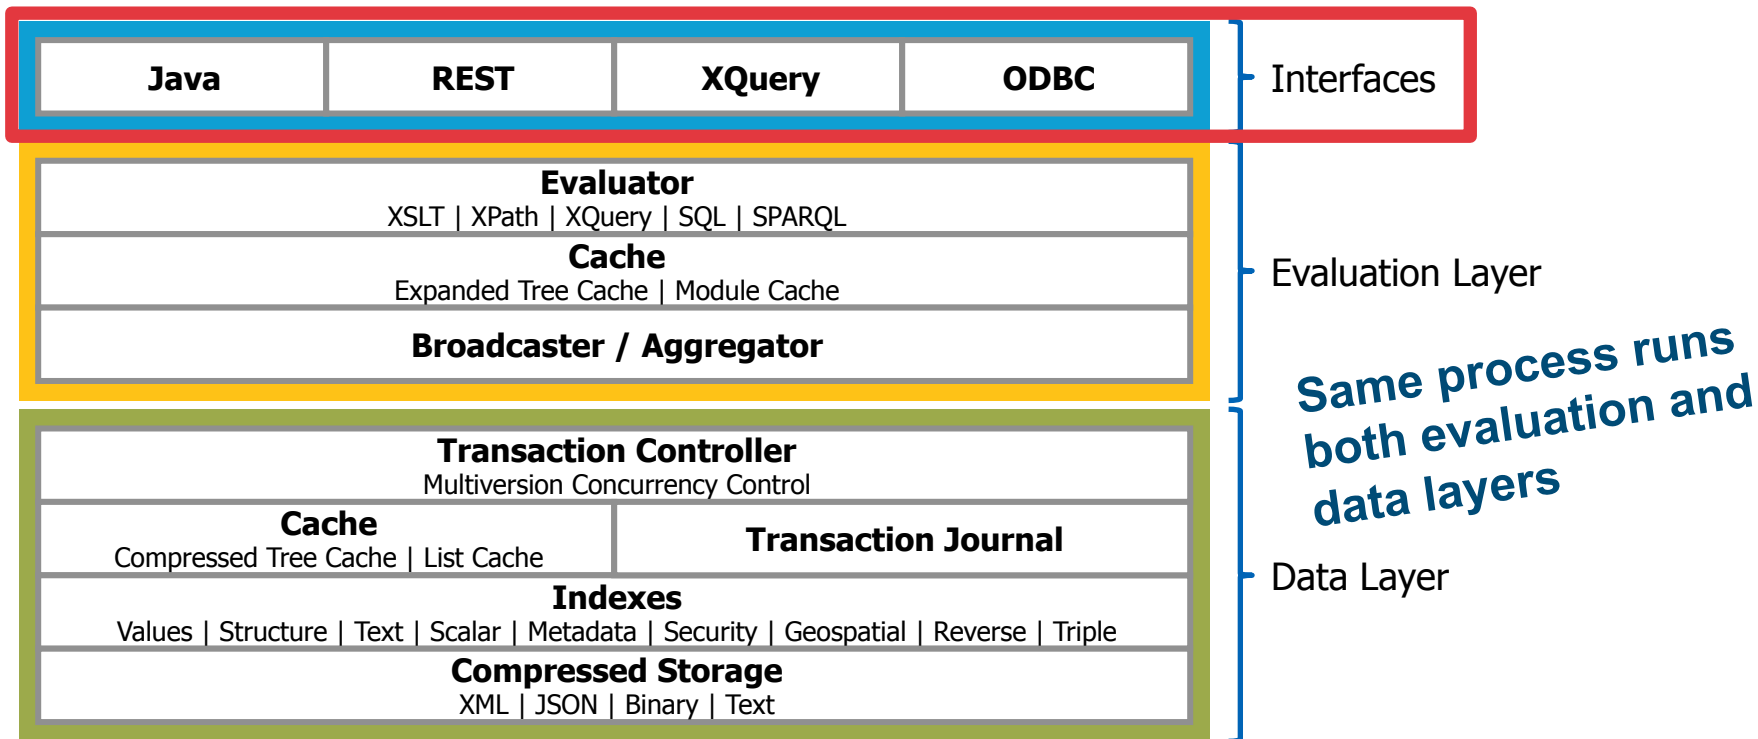 Java REST XQuery ODBC
Interfaces
Evaluator
XSLT | XPath | XQuery | SQL | SPARQL
Cache
Expanded Tree Cache | Module Cache
Broadcaster / Aggregator
Evaluation Layer
Same process runs
both evaluation and
data layers
Transaction Controller
Multiversion Concurrency Control
Cache
Compressed Tree Cache | List Cache
Transaction Journal
Indexes
Values | Structure | Text | Scalar | Metadata | Security | Geospatial | Reverse | Triple
Compressed Storage
XML | JSON | Binary | Text
Data Layer